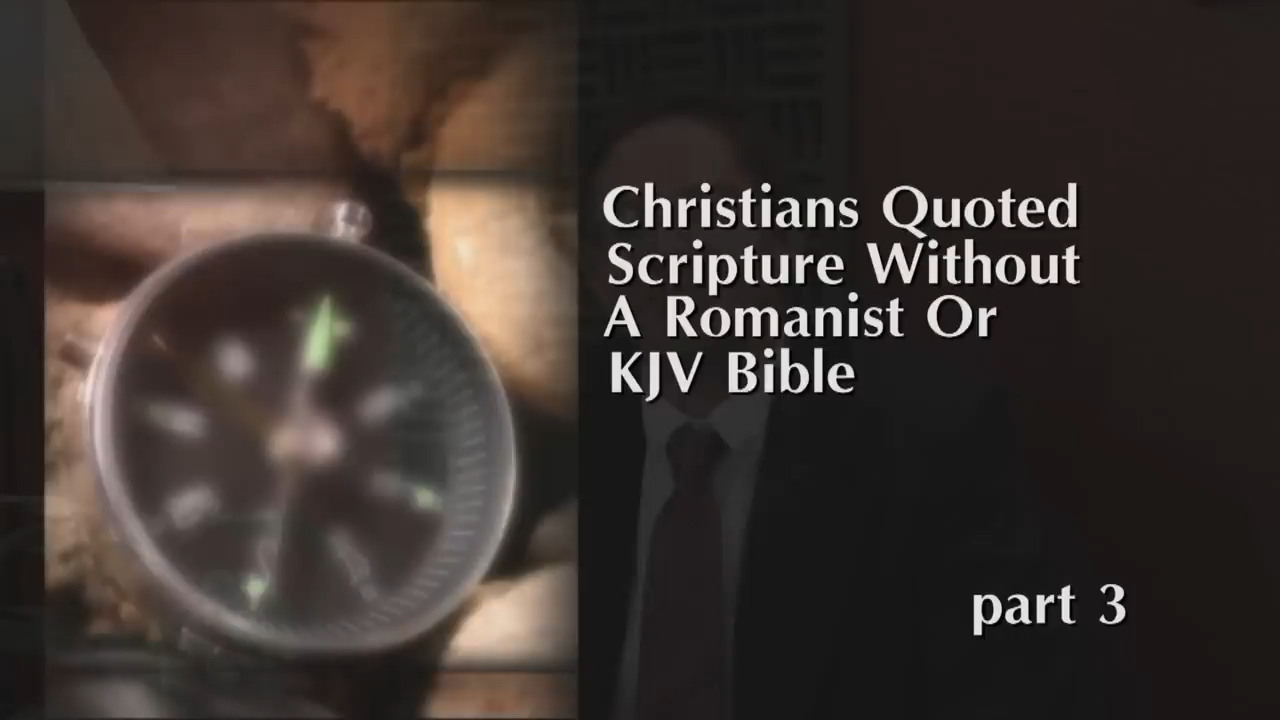 Christians Quoted
Scripture Without
A Romanist Or
KJV Bible
part 3